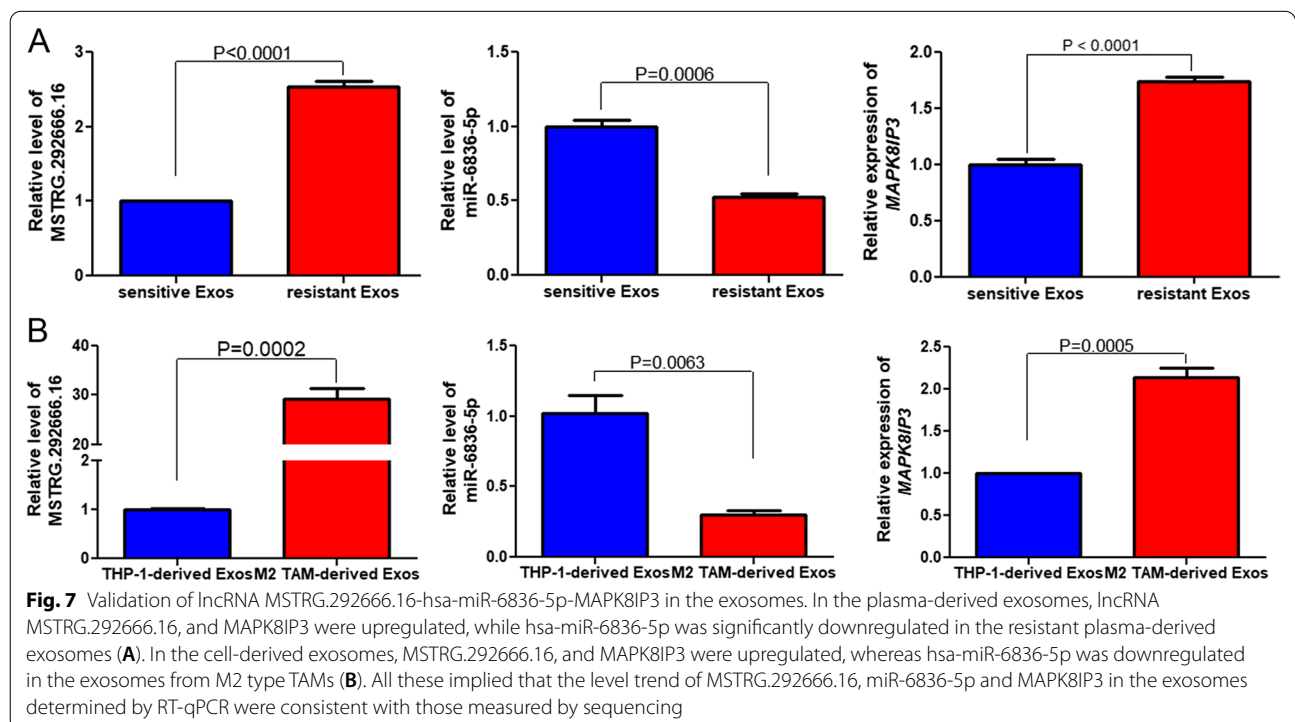 A
Relative level of
MSTRG.292666.16
3
2
1
0
P<0.0001
sensitive Exos
resistant Exos
Relative level of
miR-6836-5p
1.5
1.0
0.5
0.0
P=0.0006
sensitive Exos
resistant Exos
Relative expression of
MAPK8IP3
2.0
1.5
1.0
0.5
0.0
P < 0.0001
sensitive Exos
resistant Exos
B
Relative level of
MSTRG.292666.16
40
30
20
2
1
0
P=0.0002
THP-1-derived Exos
M2 TAM-derived Exos
Relative level of
miR-6836-5p
1.5
1.0
0.5
0.0
P=0.0063
THP-1-derived Exos
M2 TAM-derived Exos
Relative expression of
MAPK8IP3
2.5
2.0
1.5
1.0
0.5
0.0
P=0.0005
THP-1-derived Exos
M2 TAM-derived Exos
Fig. 7 Validation of lncRNA MSTRG.292666.16-hsa-miR-6836-5p-MAPK8IP3 in the exosomes. In the plasma-derived exosomes, lncRNA
MSTRG.292666.16, and MAPK8IP3 were upregulated, while hsa-miR-6836-5p was significantly downregulated in the resistant plasma-derived
exosomes (A). In the cell-derived exosomes, MSTRG.292666.16, and MAPK8IP3 were upregulated, whereas hsa-miR-6836-5p was downregulated
in the exosomes from M2 type TAMs (B). All these implied that the level trend of MSTRG.292666.16, miR-6836-5p and MAPK8IP3 in the exosomes
determined by RT-qPCR were consistent with those measured by sequencing